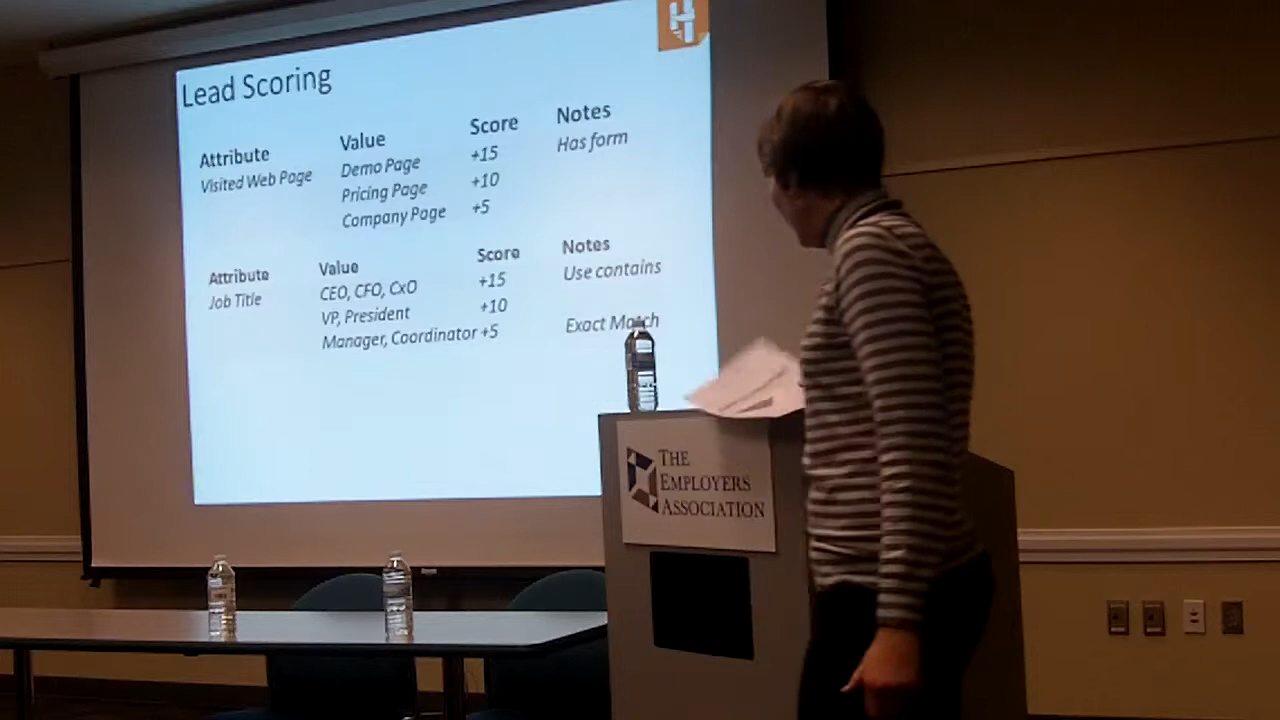 Lead Scoring
Attribute Value Score Notes
Visited Web Page Demo Page +15 Has form
Pricing Page +10
Company Page +5
Attribute Value Score Notes
Job Title CEO, CFO, CxO +15 Use contains
VP, President +10
Manager, Coordinator +5 Exact Match
THE
EMPLOYERS
ASSOCIATION